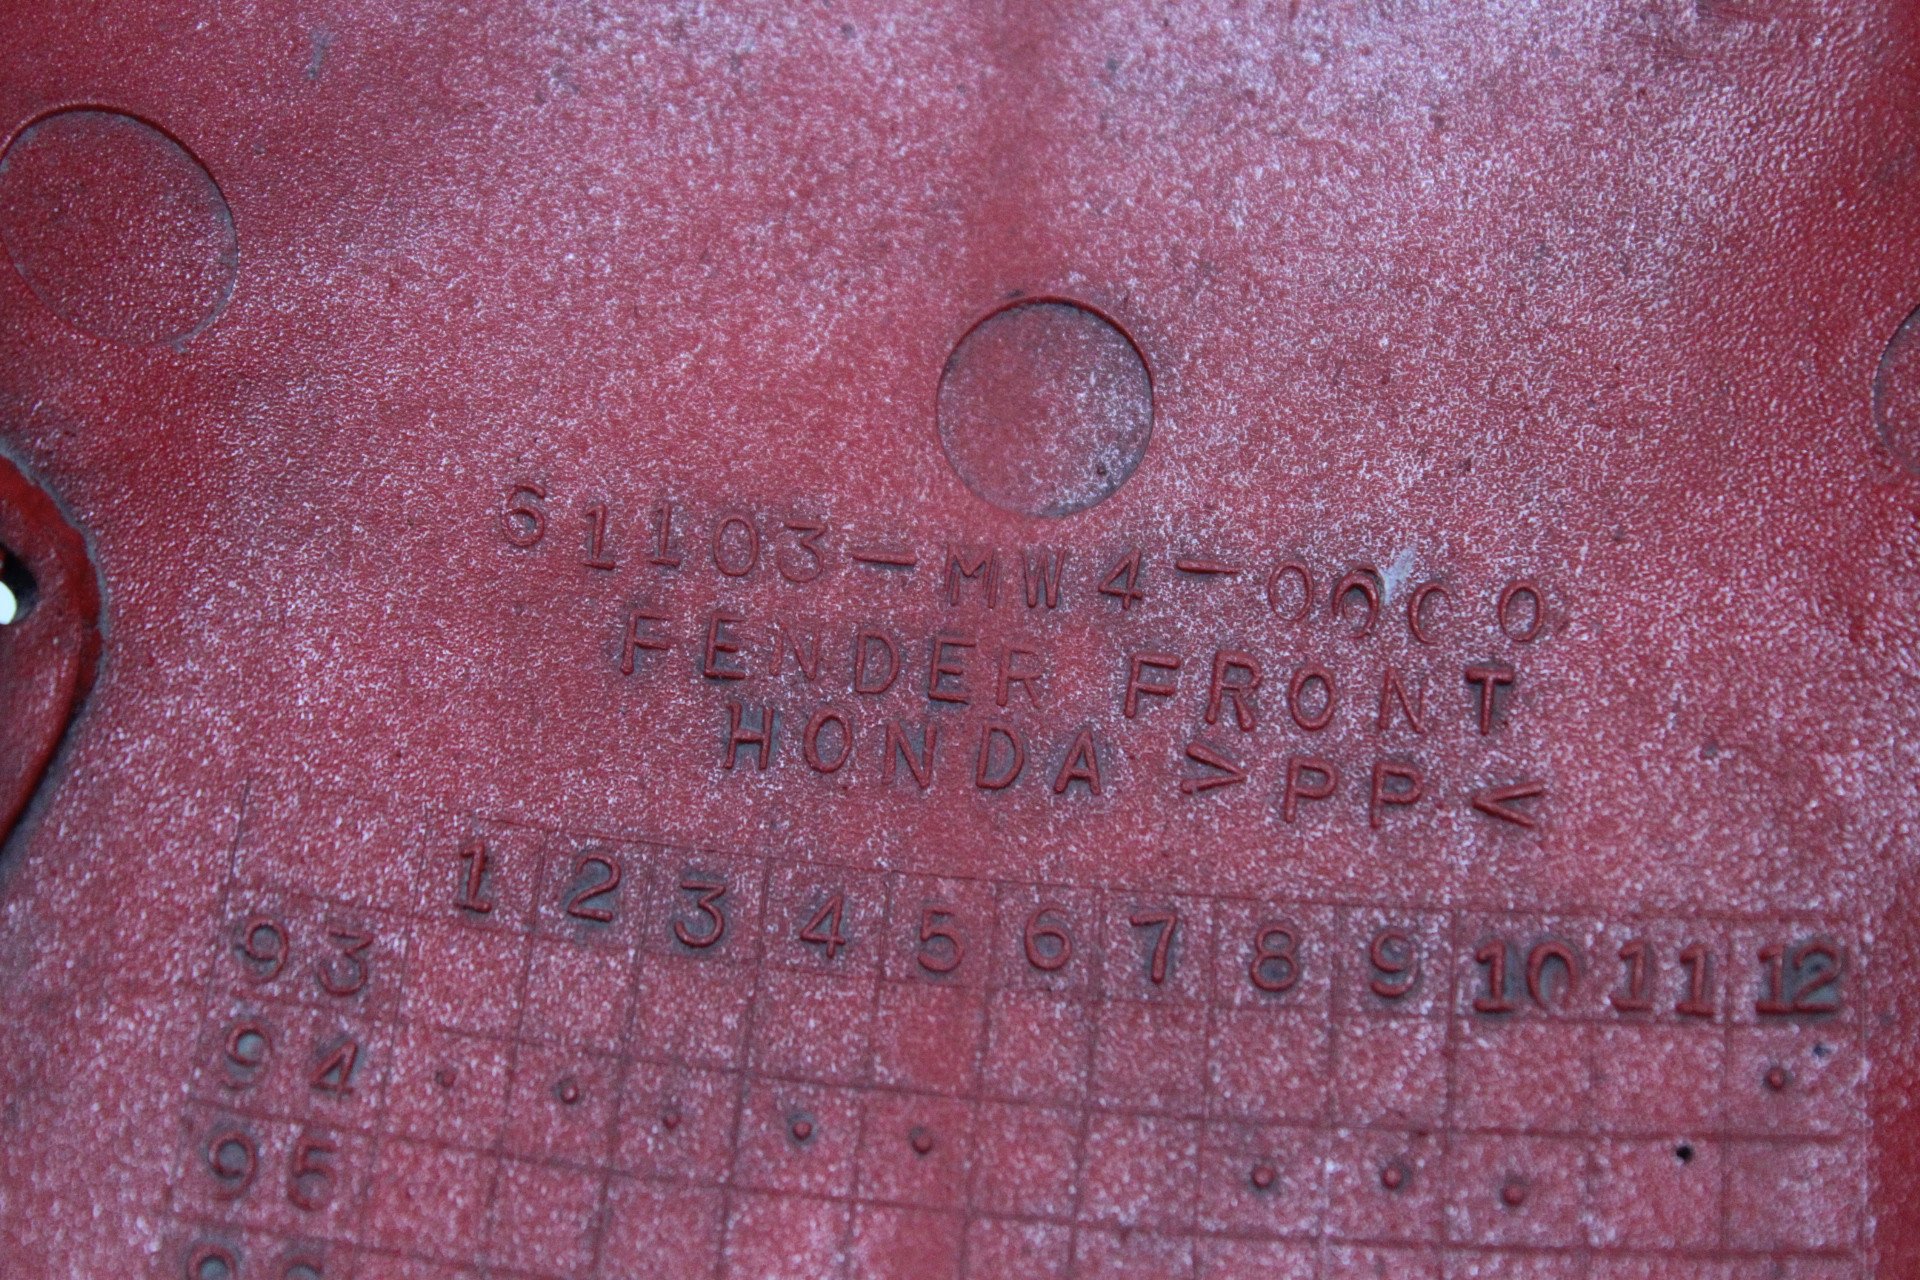 61103-MW4-0000
FENDER FRONT
HONDA >PP<
1 2 3 4 5 6 7 8 9 10 11 12
93
94
95